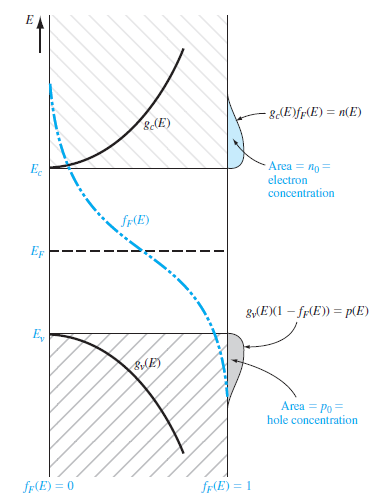 E
g_c(E)
g_c(E)f_F(E) = n(E)
E_c
Area = n_0 =
electron
concentration
f_F(E)
E_F
g_v(E)(1 − f_F(E)) = p(E)
E_v
g_v(E)
Area = p_0 =
hole concentration
f_F(E) = 0
f_F(E) = 1